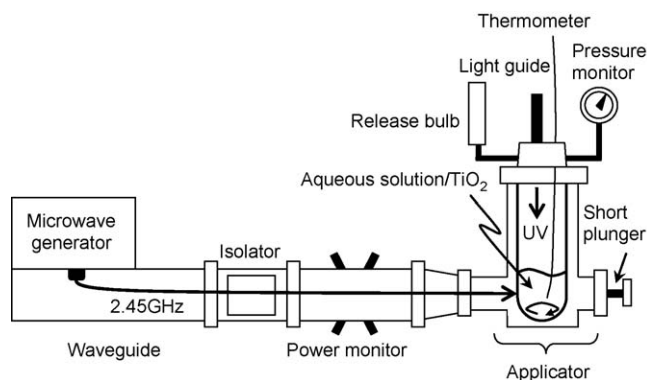 Thermometer
Light guide
Pressure
monitor
Release bulb
Aqueous solution/TiO₂
Microwave
generator
Isolator
UV
Short
plunger
2.45GHz
Waveguide
Power monitor
Applicator